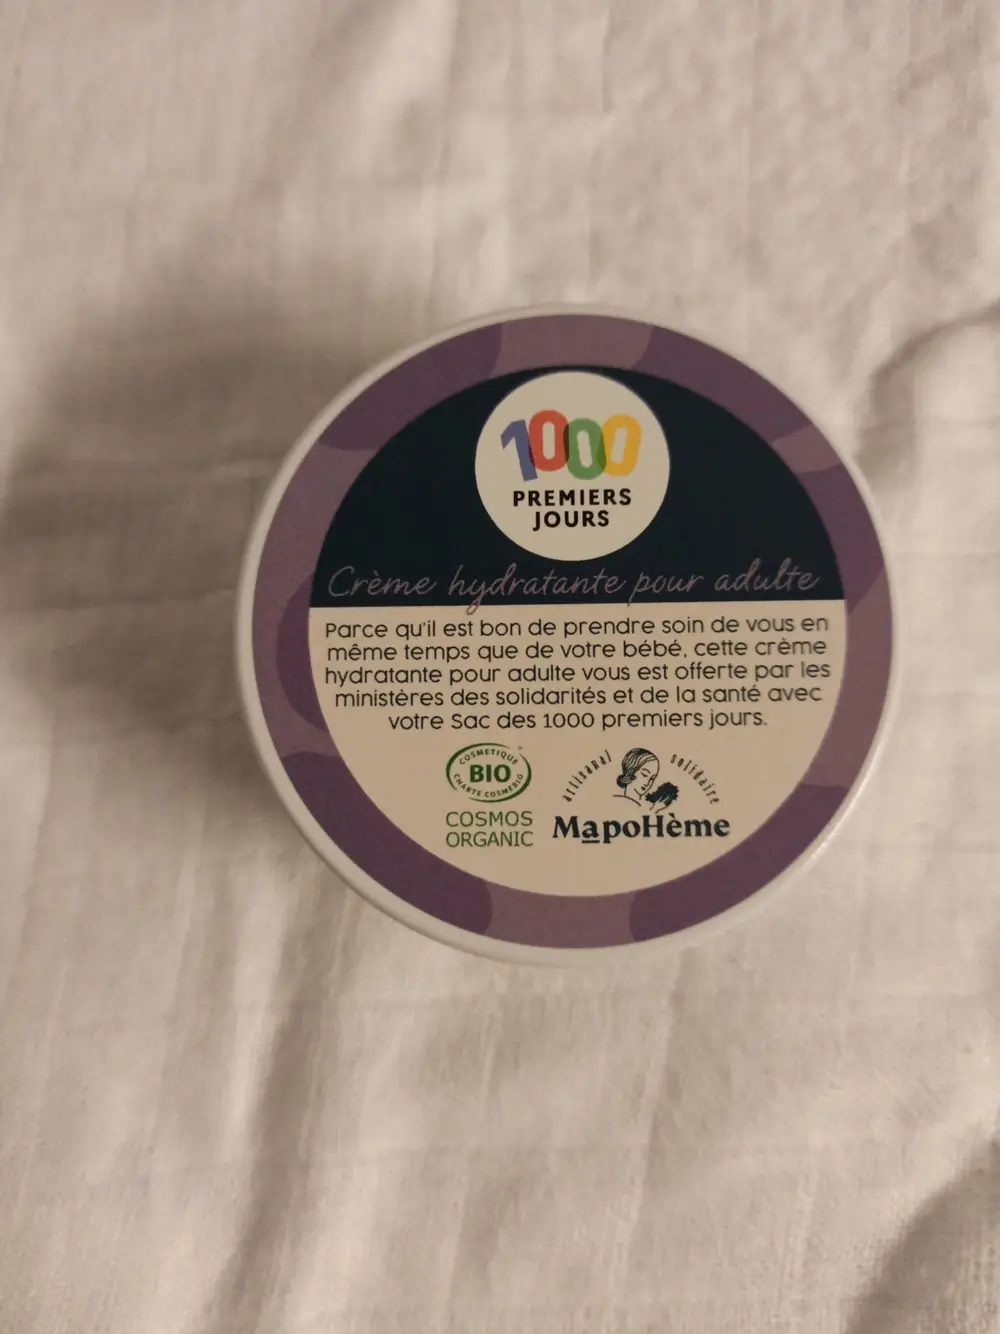 1000
PREMIERS
JOURS
Crème hydratante pour adulte
Parce qu'il est bon de prendre soin de vous en
même temps que de votre bébé, cette crème
hydratante pour adulte vous est offerte par les
ministères des solidarités et de la santé avec
votre Sac des 1000 premiers jours.
COSMETIQUE
BIO
CHARTE COSMEBIO
COSMOS
ORGANIC
artisanal solidaire
MapoHème